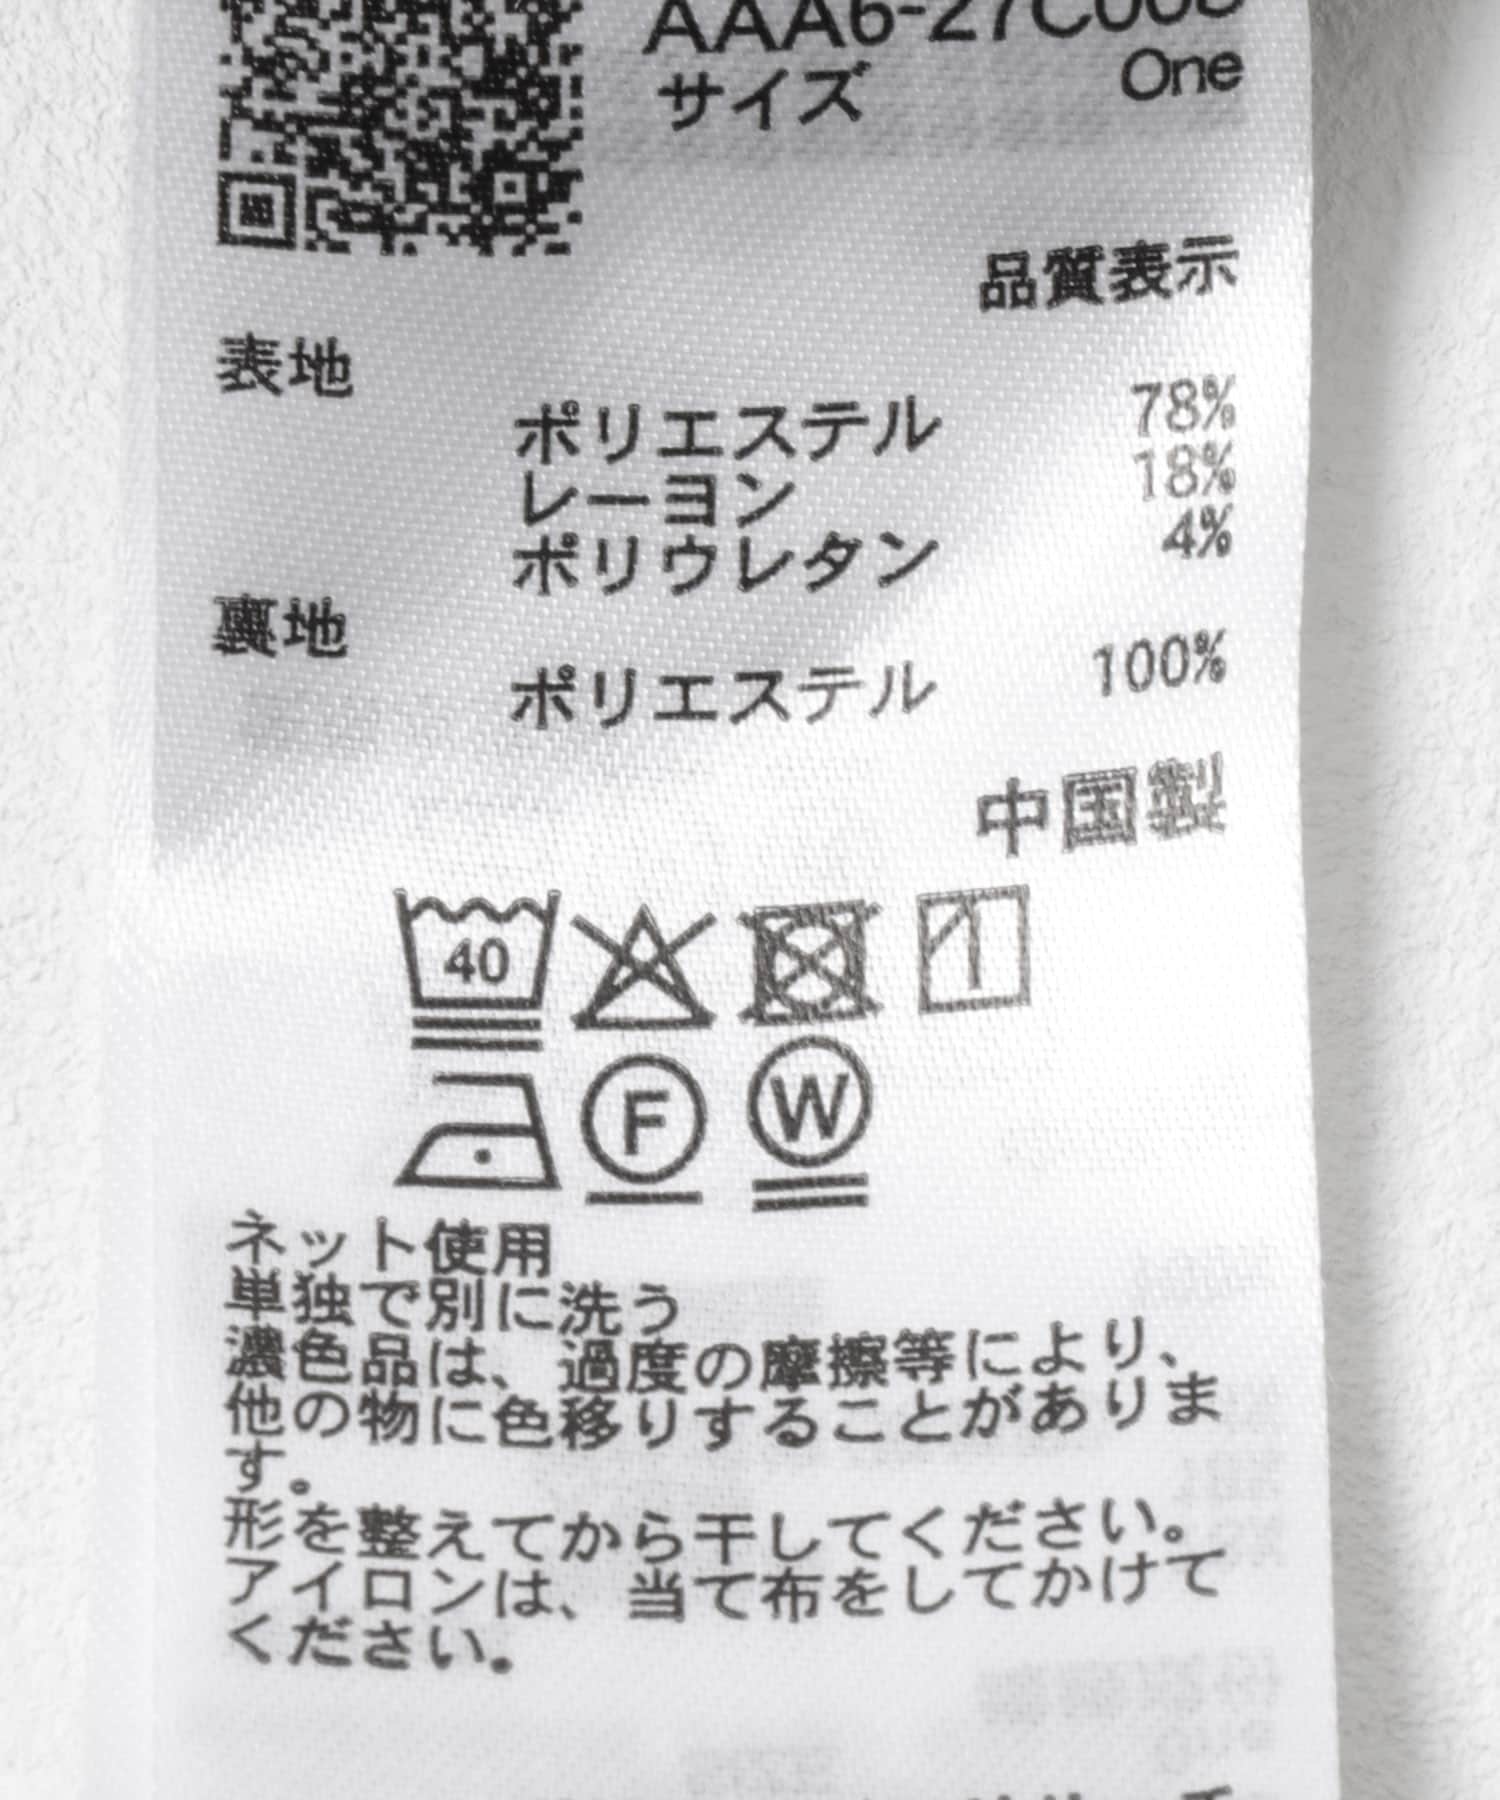 サイズ One
品質表示
表地
ポリエステル 78%
レーヨン 18%
ポリウレタン 4%
裏地
ポリエステル 100%
中国製
40
F W
ネット使用
単独で別に洗う
濃色品は、過度の摩擦等により、
他の物に色移りすることがありま
す。
形を整えてから干してください。
アイロンは、当て布をしてかけて
ください。